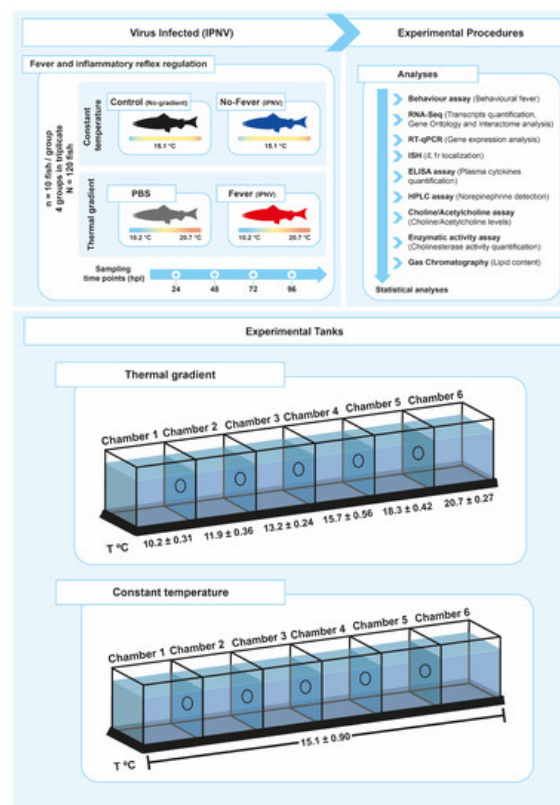 Virus Infected (IPNV)
Experimental Procedures
Fever and inflammatory reflex regulation
n = 10 fish / group
4 groups in triplicate
N = 120 fish
Constant
temperature
Control (No-gradient)
15.1 °C
No-Fever (IPNV)
15.1 °C
Thermal gradient
PBS
10.2 °C
20.7 °C
Fever (IPNV)
10.2 °C
20.7 °C
Sampling
time points (hpi)
24
48
72
96
Analyses
Behaviour assay (Behavioural fever)
RNA-Seq (Transcripts quantification,
Gene Ontology and Interactome analysis)
RT-qPCR (Gene expression analysis)
ISH (IL1r localization)
ELISA assay (Plasma cytokines
quantification)
HPLC assay (Norepinephrine detection)
Choline/Acetylcholine assay
(Choline/Acetylcholine levels)
Enzymatic activity assay
(Cholinesterase activity quantification)
Gas Chromatography (Lipid content)
Statistical analyses
Experimental Tanks
Thermal gradient
Chamber 1
Chamber 2
Chamber 3
Chamber 4
Chamber 5
Chamber 6
T ºC
10.2 ± 0.31
11.9 ± 0.36
13.2 ± 0.24
15.7 ± 0.56
18.3 ± 0.42
20.7 ± 0.27
Constant temperature
Chamber 1
Chamber 2
Chamber 3
Chamber 4
Chamber 5
Chamber 6
T ºC
15.1 ± 0.90